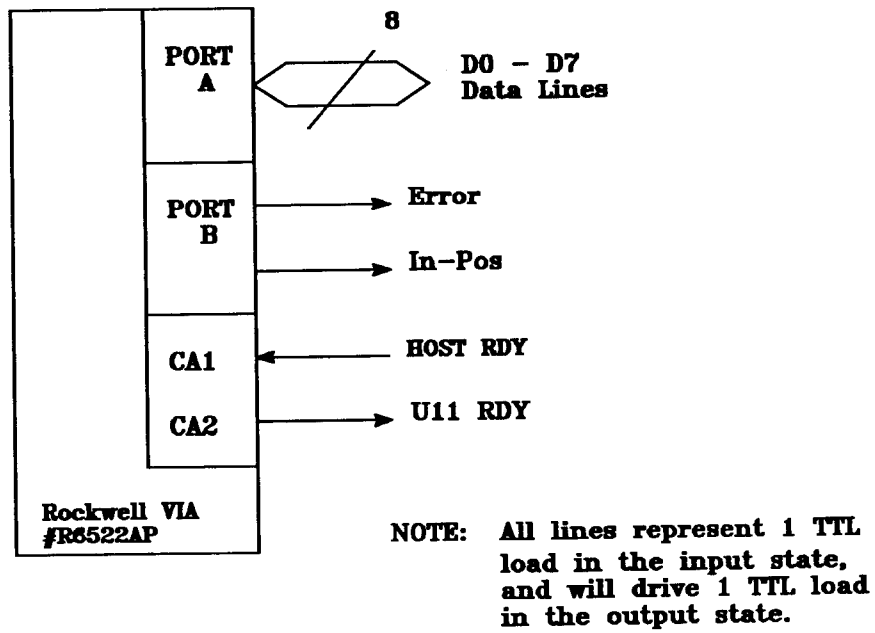 8
PORT
A
D0 - D7
Data Lines
PORT
B
Error
In-Pos
CA1
HOST RDY
CA2
U11 RDY
Rockwell VIA
#R6522AP
NOTE: All lines represent 1 TTL
load in the input state,
and will drive 1 TTL load
in the output state.